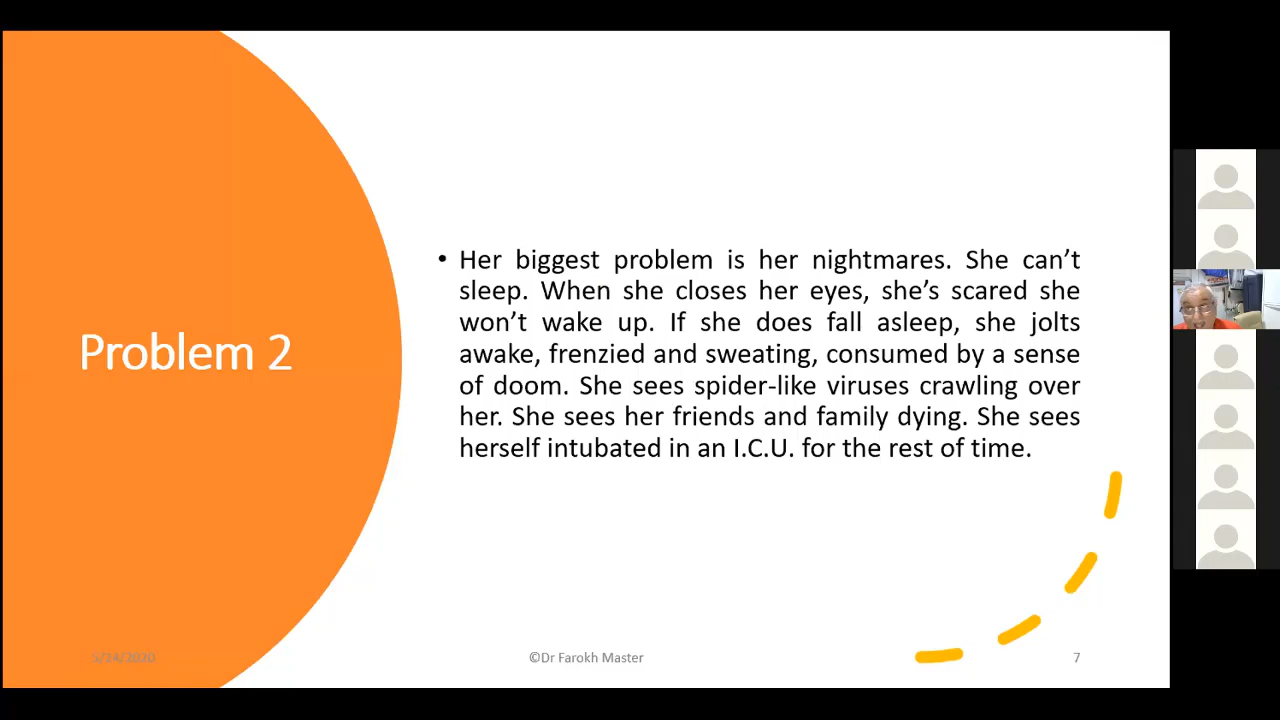 Problem 2
• Her biggest problem is her nightmares. She can’t
sleep. When she closes her eyes, she’s scared she
won’t wake up. If she does fall asleep, she jolts
awake, frenzied and sweating, consumed by a sense
of doom. She sees spider-like viruses crawling over
her. She sees her friends and family dying. She sees
herself intubated in an I.C.U. for the rest of time.
5/24/2020
©Dr Farokh Master
7